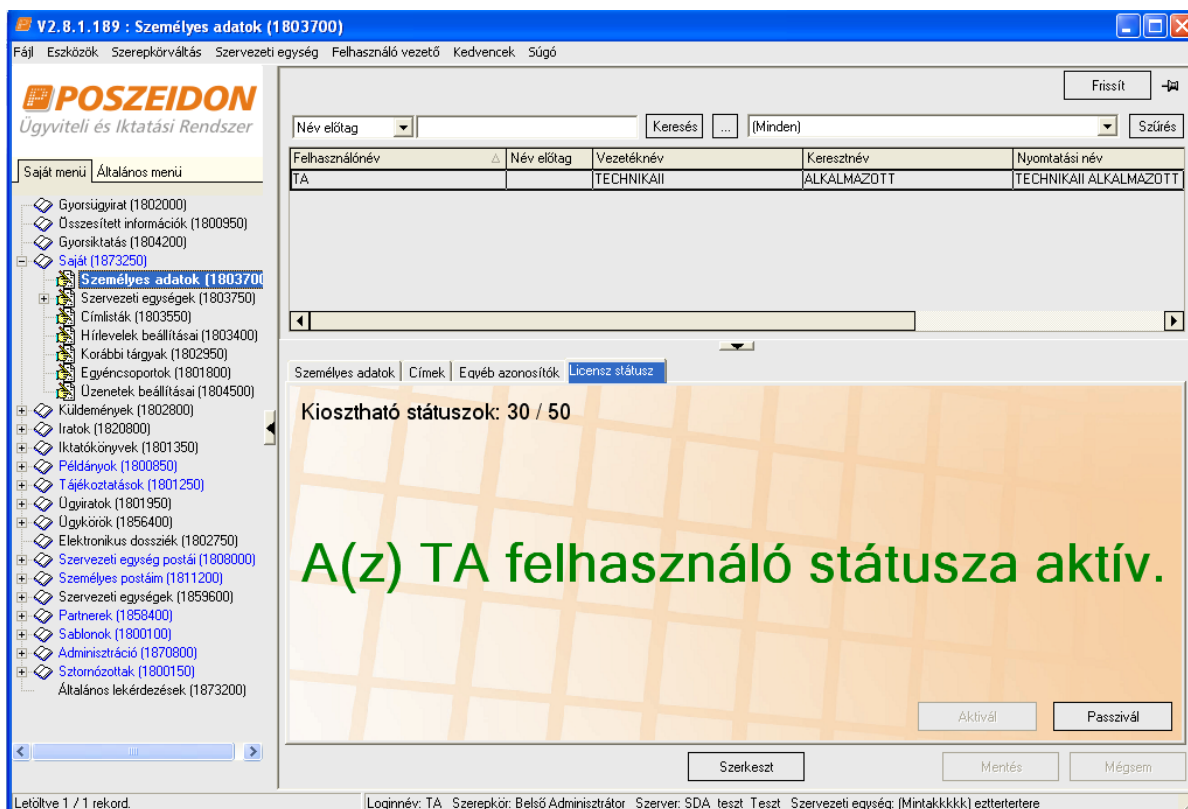 V2.8.1.189 : Személyes adatok (1803700)
Fájl Eszközök Szerepkörváltás Szervezeti egység Felhasználó vezető Kedvencek Súgó
POSZEIDON
Ügyviteli és Iktatási Rendszer
Saját menü Általános menü
Gyorsügyirat (1802000)
Összesített információk (1800950)
Gyorsiktatás (1804200)
Saját (1873250)
Személyes adatok (1803700
Szervezeti egységek (1803750)
Címlisták (1803550)
Hírlevelek beállításai (1803400)
Korábbi tárgyak (1802950)
Egyéncsoportok (1801800)
Üzenetek beállításai (1804500)
Küldemények (1802800)
Iratok (1820800)
Iktatókönyvek (1801350)
Példányok (1800850)
Tájékoztatások (1801250)
Ügyiratok (1801950)
Ügykörök (1856400)
Elektronikus dossziék (1802750)
Szervezeti egység postái (1808000)
Személyes postáim (1811200)
Szervezeti egységek (1859600)
Partnerek (1858400)
Sablonok (1800100)
Adminisztráció (1870800)
Sztornózottak (1800150)
Általános lekérdezések (1873200)
Frissít
Név előtag Keresés ... (Minden) Szűrés
Felhasználónév Név előtag Vezetéknév Keresztnév Nyomtatási név
TA TECHNIKAII ALKALMAZOTT TECHNIKAII ALKALMAZOTT
Személyes adatok Címek Egyéb azonosítók Licensz státusz
Kiosztható státuszok: 30 / 50
A(z) TA felhasználó státusza aktív.
Aktivál Passzivál
Szerkeszt Mentés Mégsem
Letöltve 1 / 1 rekord. Loginnév: TA Szerepkör: Belső Adminisztrátor Szerver: SDA_teszt_Teszt Szervezeti egység: (Mintakkkkk) eztertertere